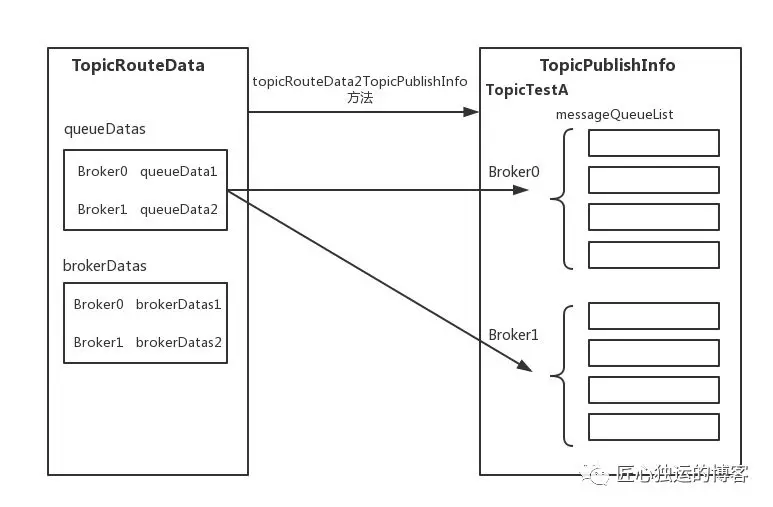 TopicRouteData
queueDatas
Broker0 queueData1
Broker1 queueData2
brokerDatas
Broker0 brokerDatas1
Broker1 brokerDatas2
topicRouteData2TopicPublishInfo
方法
TopicPublishInfo
TopicTestA
messageQueueList
Broker0
Broker1
匠心独运的博客